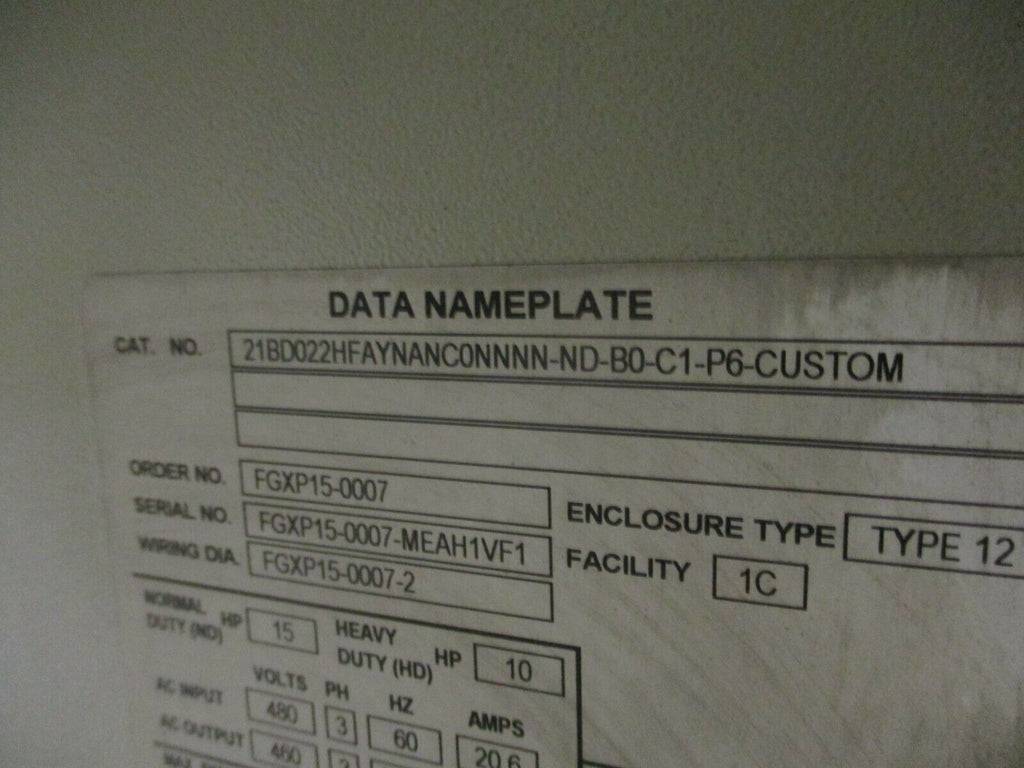 DATA NAMEPLATE
CAT. NO. 21BD022HFAYNANC0NNNN-ND-B0-C1-P6-CUSTOM
ORDER NO. FGXP15-0007
SERIAL NO. FGXP15-0007-MEAH1VF1
WIRING DIA. FGXP15-0007-2
ENCLOSURE TYPE TYPE 12
FACILITY 1C
NORMAL DUTY (ND) HP 15
HEAVY DUTY (HD) HP 10
VOLTS PH HZ AMPS
AC INPUT 480 3 60 20.6
AC OUTPUT 460